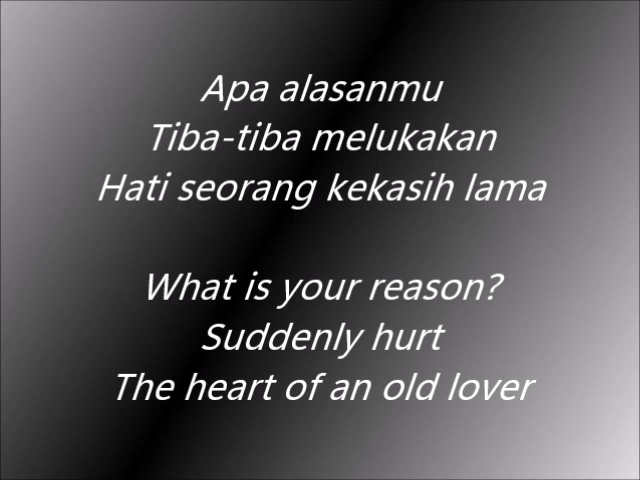 Apa alasanmu
Tiba-tiba melukakan
Hati seorang kekasih lama
What is your reason?
Suddenly hurt
The heart of an old lover